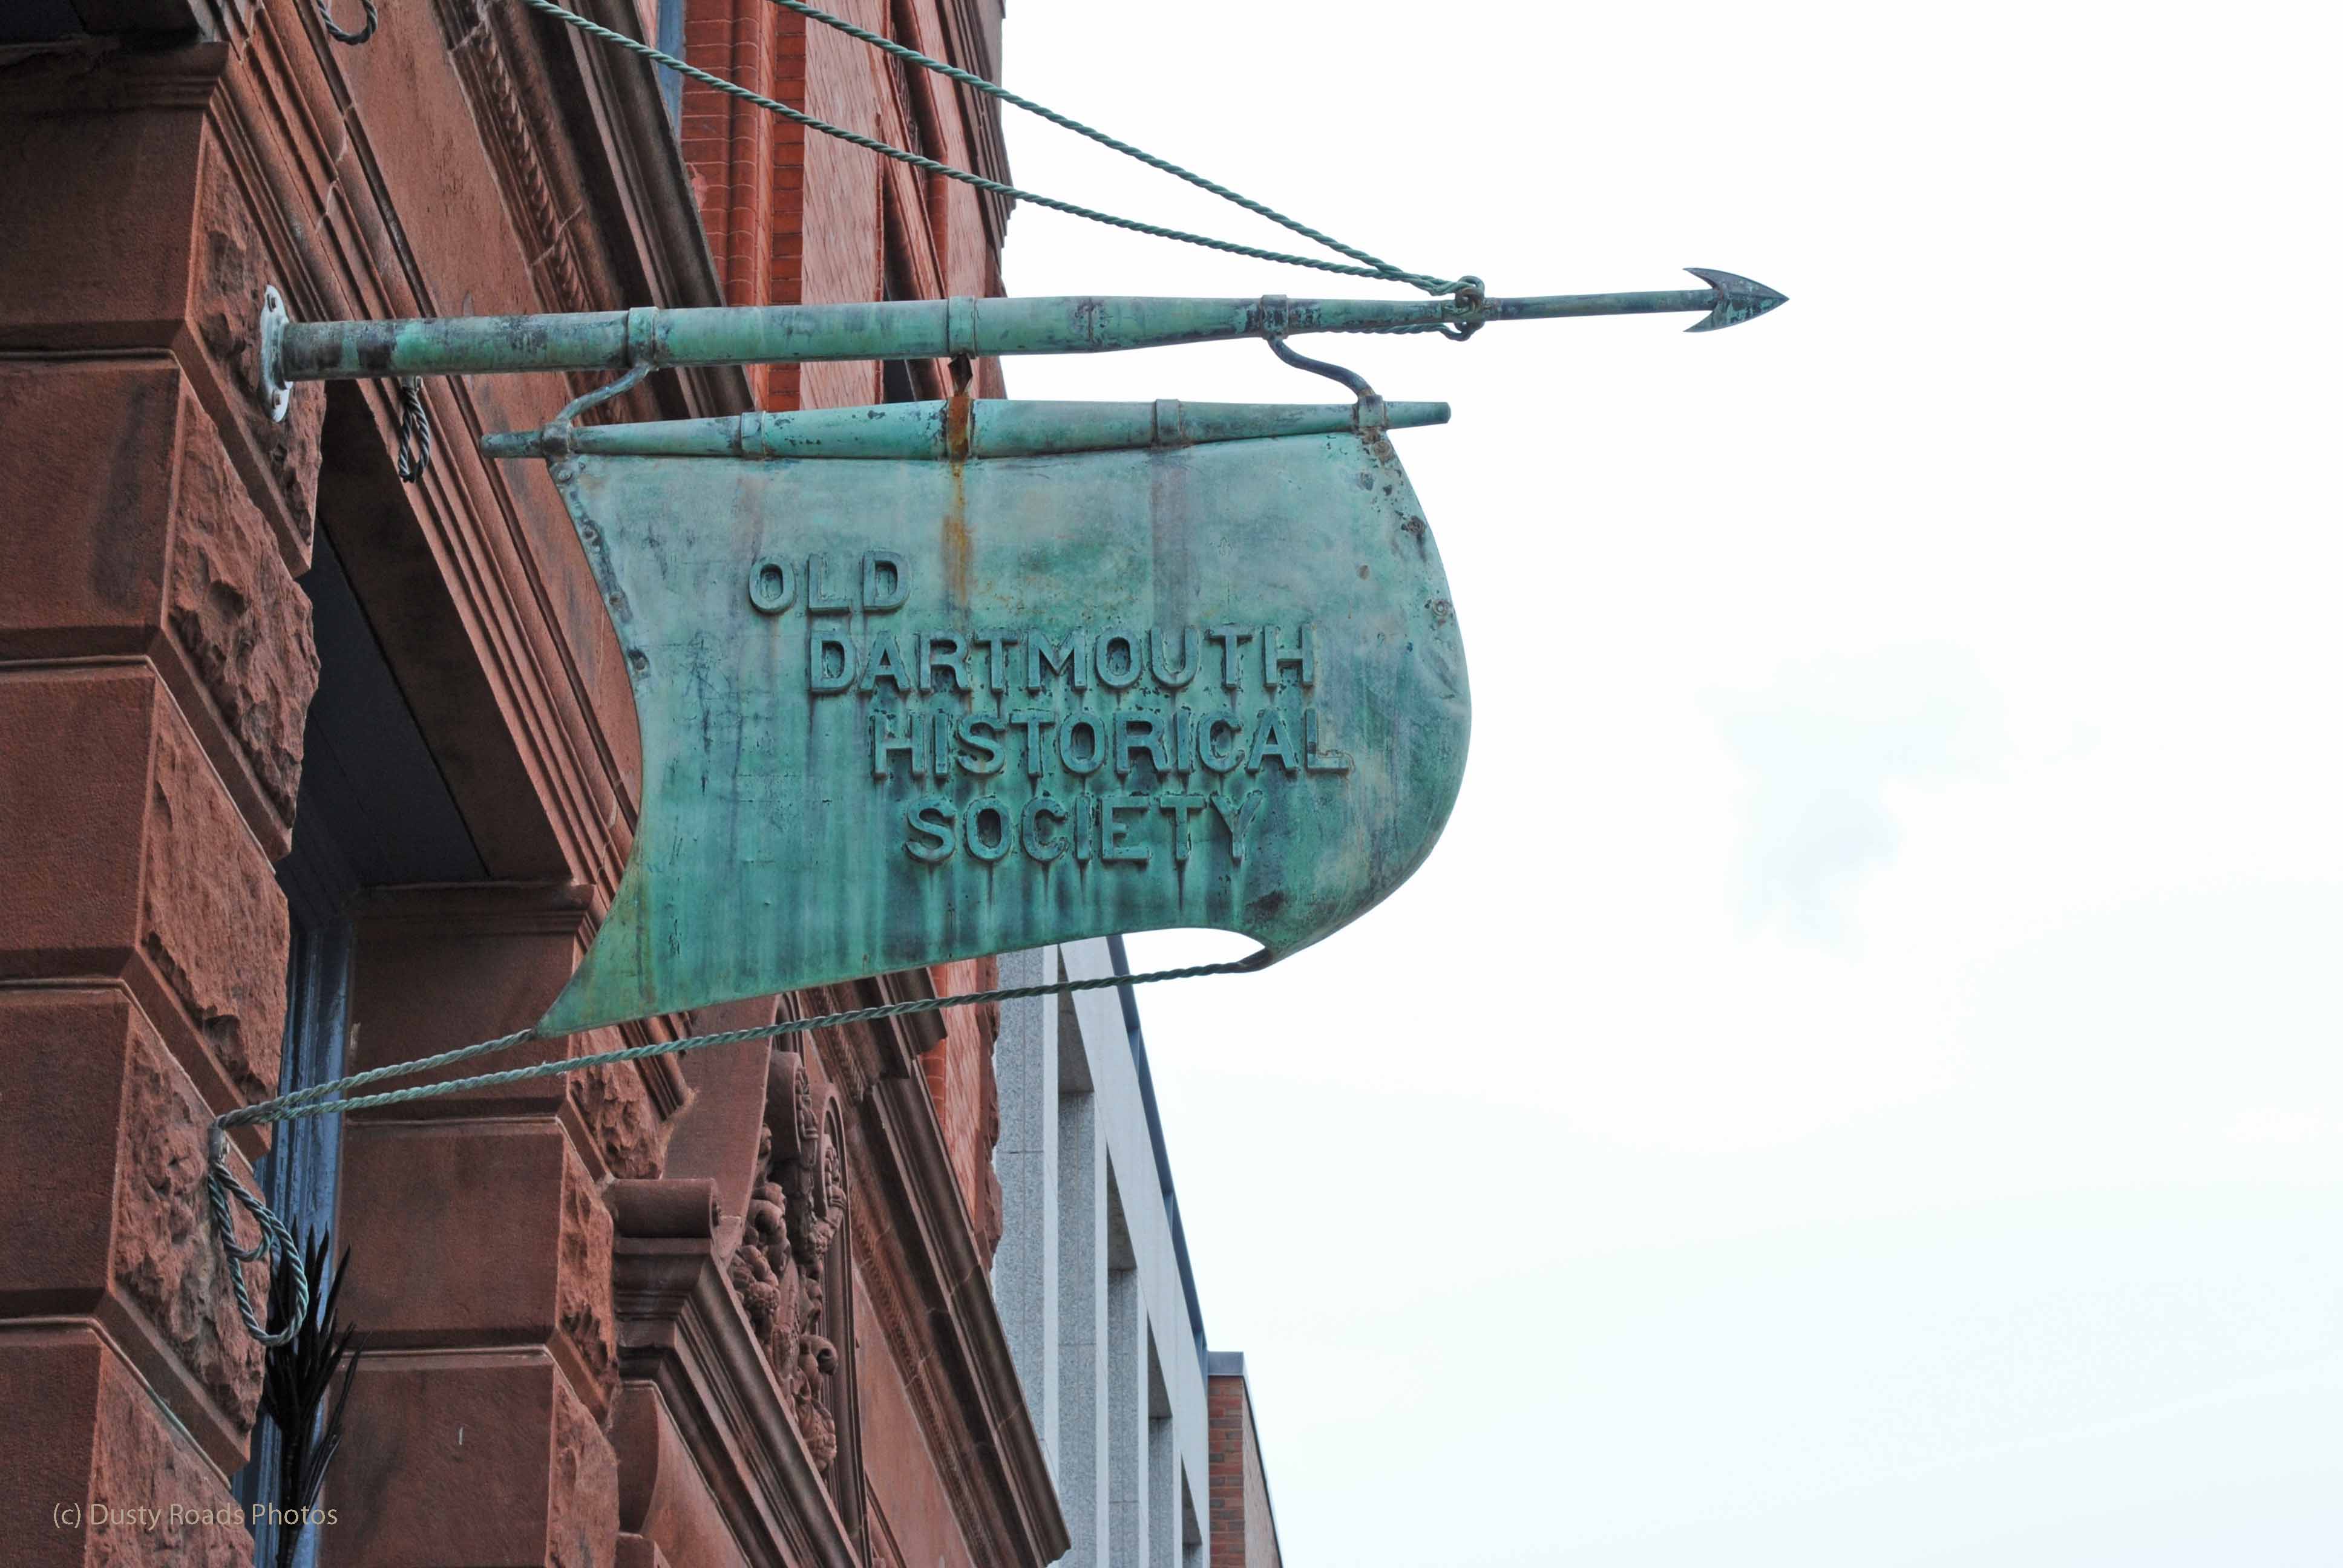 OLD
DARTMOUTH
HISTORICAL
SOCIETY
(c) Dusty Roads Photos